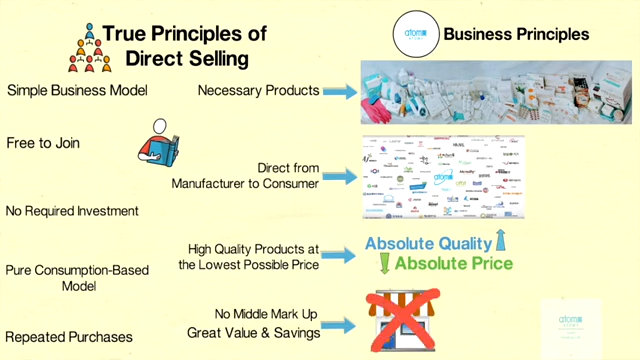 True Principles of
Direct Selling
atomy
Business Principles
Simple Business Model
Necessary Products
Free to Join
Direct from
Manufacturer to Consumer
No Required Investment
High Quality Products at
the Lowest Possible Price
Absolute Quality
Absolute Price
Pure Consumption-Based
Model
No Middle Mark Up
Great Value & Savings
Repeated Purchases